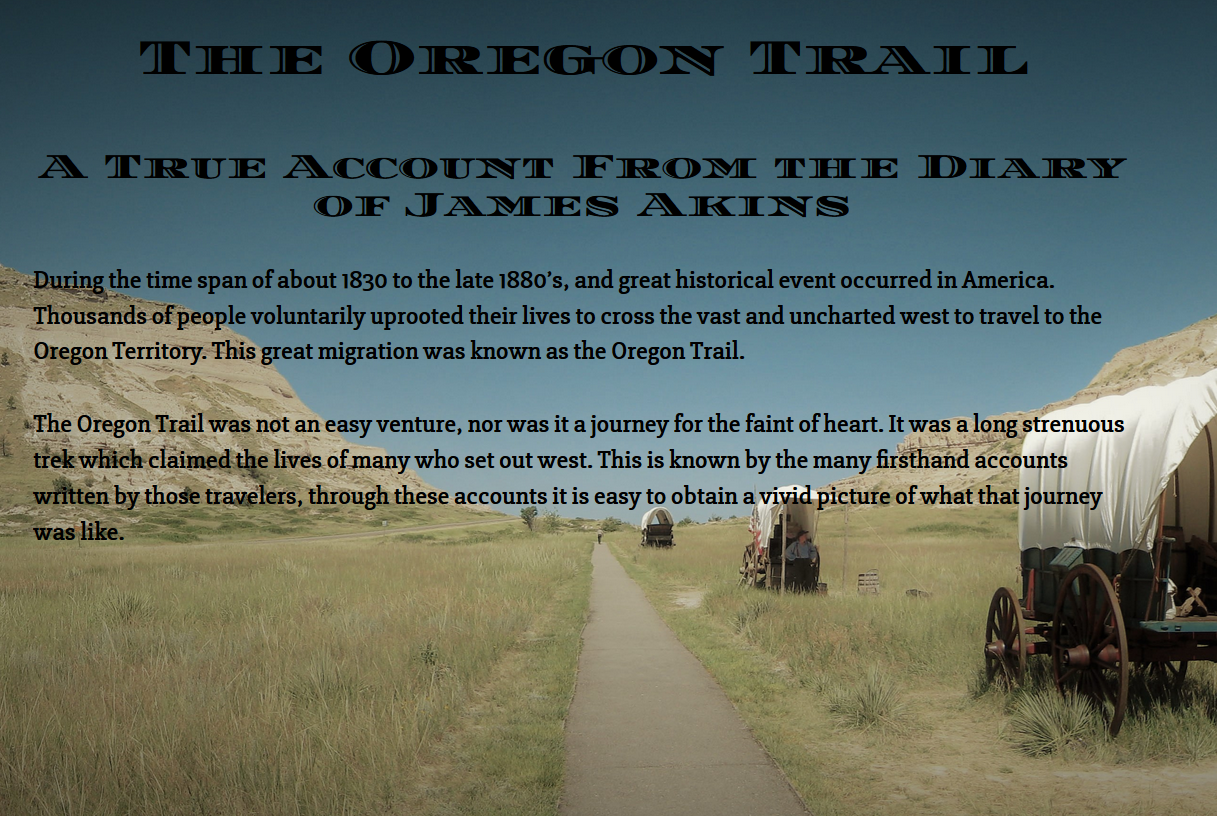 The Oregon Trail
A True Account From the Diary
of James Akins
During the time span of about 1830 to the late 1880’s, and great historical event occurred in America.
Thousands of people voluntarily uprooted their lives to cross the vast and uncharted west to travel to the
Oregon Territory. This great migration was known as the Oregon Trail.
The Oregon Trail was not an easy venture, nor was it a journey for the faint of heart. It was a long strenuous
trek which claimed the lives of many who set out west. This is known by the many firsthand accounts
written by those travelers, through these accounts it is easy to obtain a vivid picture of what that journey
was like.